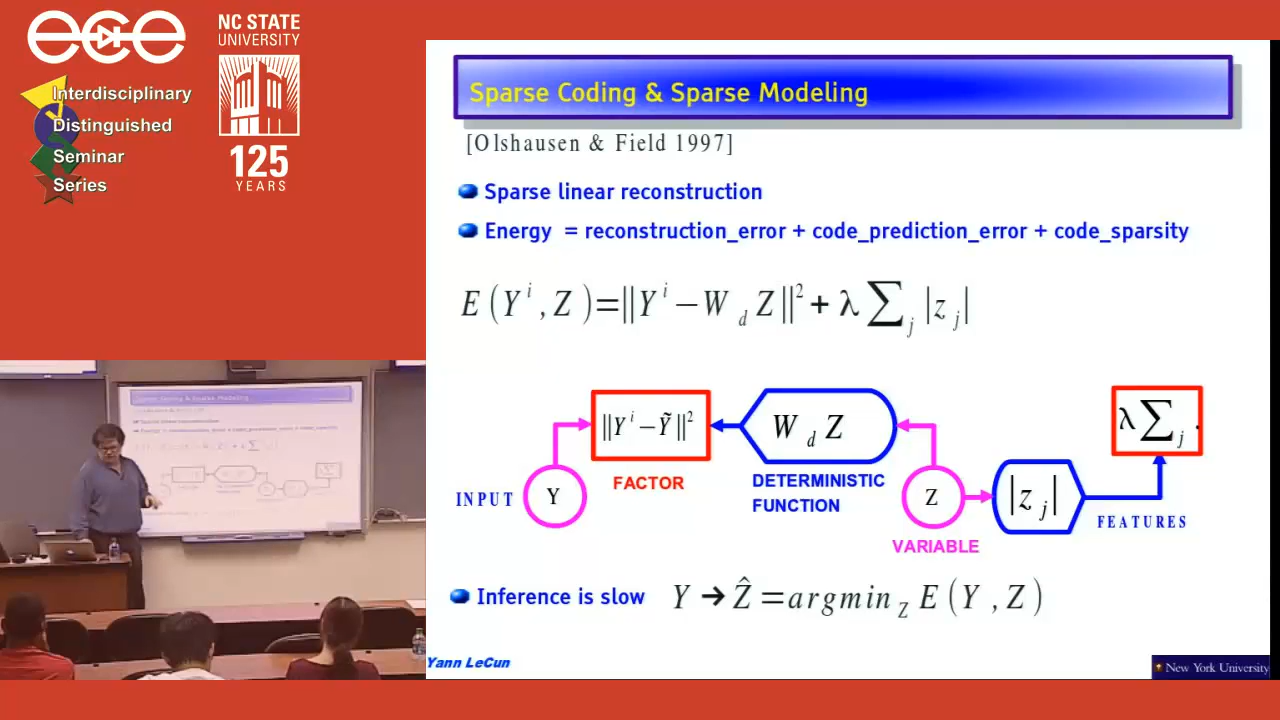 ece
NC STATE
UNIVERSITY
Interdisciplinary
Distinguished
Seminar
Series
125
YEARS
Sparse Coding & Sparse Modeling
[Olshausen & Field 1997]
Sparse linear reconstruction
Energy = reconstruction_error + code_prediction_error + code_sparsity
E (Y^i , Z) = ||Y^i − W_d Z||^2 + λ ∑_j |z_j|
||Y^i − Ỹ||^2
W_d Z
λ ∑_j .
FACTOR
DETERMINISTIC
FUNCTION
INPUT
Y
Z
|z_j|
FEATURES
VARIABLE
Inference is slow Y → Ẑ = argmin_Z E (Y , Z)
Yann LeCun
New York University